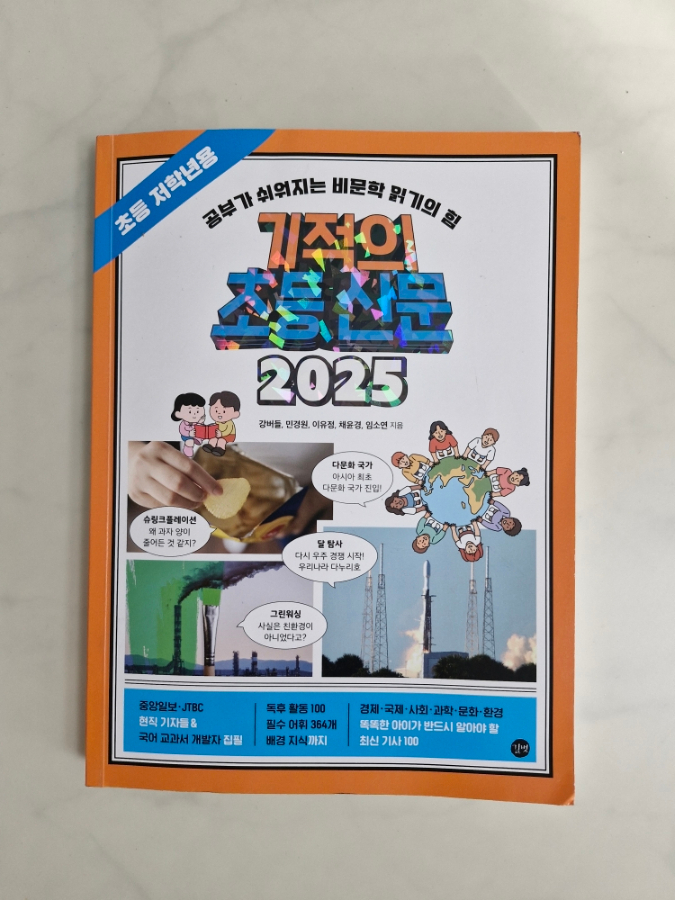 초등 저학년용
공부가 쉬워지는 비문학 읽기의 힘
기적의
초등 신문
2025
강버들, 민경원, 이유정, 채윤경, 임소연 지음
다문화 국가
아시아 최초
다문화 국가 진입!
슈링크플레이션
왜 과자 양이
줄어든 것 같지?
달 탐사
다시 우주 경쟁 시작!
우리나라 다누리호
그린워싱
사실은 친환경이
아니었다고?
중앙일보·JTBC
현직 기자들 &
국어 교과서 개발자 집필
독후 활동 100
필수 어휘 364개
배경 지식까지
경제·국제·사회·과학·문화·환경
똑똑한 아이가 반드시 알아야 할
최신 기사 100
길벗